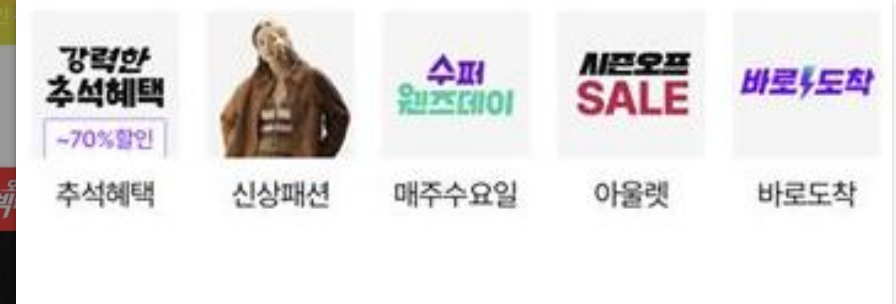 강력한
추석혜택
~70%할인
수퍼
웬즈데이
시즌오프
SALE
바로도착
추석혜택
신상패션
매주수요일
아울렛
바로도착